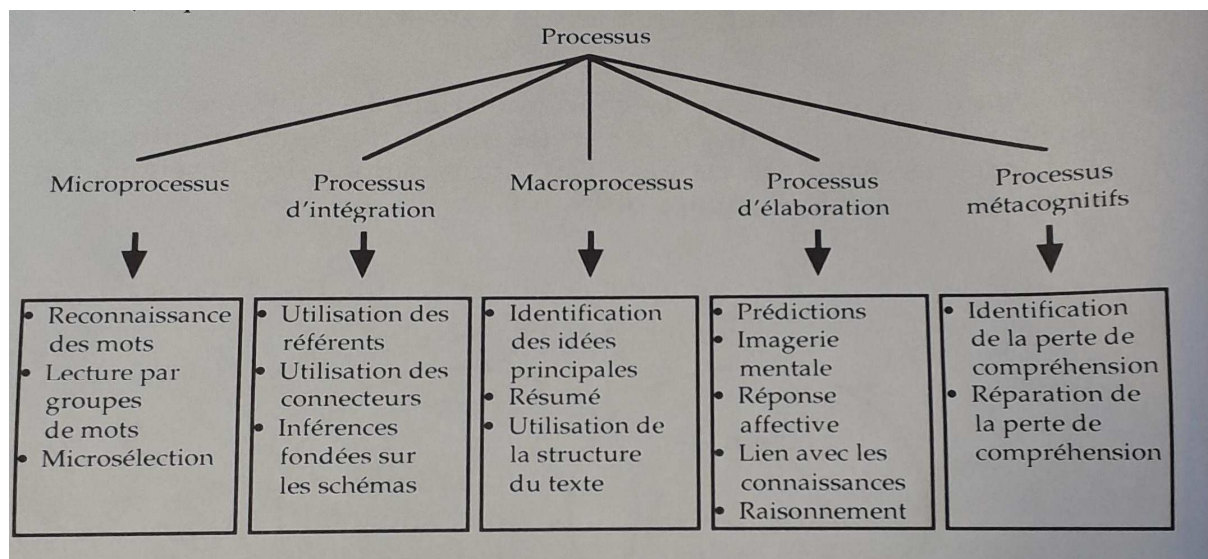 Processus
Microprocessus
Processus
d'intégration
Macroprocessus
Processus
d'élaboration
Processus
métacognitifs
• Reconnaissance
des mots
• Lecture par
groupes
de mots
• Microsélection
• Utilisation des
référents
• Utilisation des
connecteurs
• Inférences
fondées sur
les schémas
• Identification
des idées
principales
• Résumé
• Utilisation de
la structure
du texte
• Prédictions
• Imagerie
mentale
• Réponse
affective
• Lien avec les
connaissances
• Raisonnement
• Identification
de la perte de
compréhension
• Réparation de
la perte de
compréhension